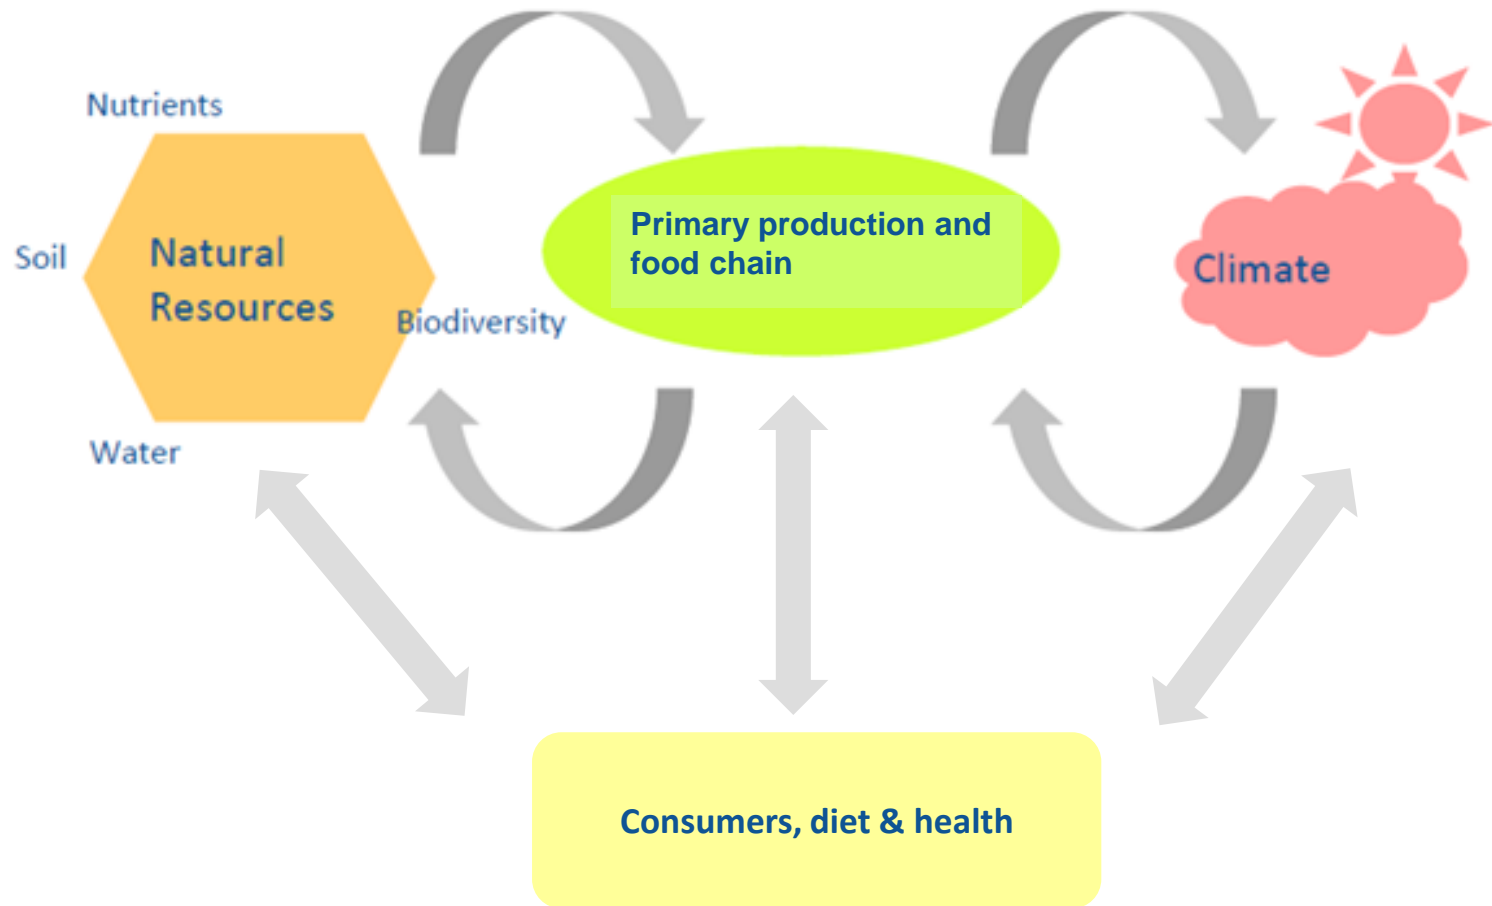 Nutrients
Soil
Natural
Resources
Biodiversity
Water
Primary production and
food chain
Climate
Consumers, diet & health